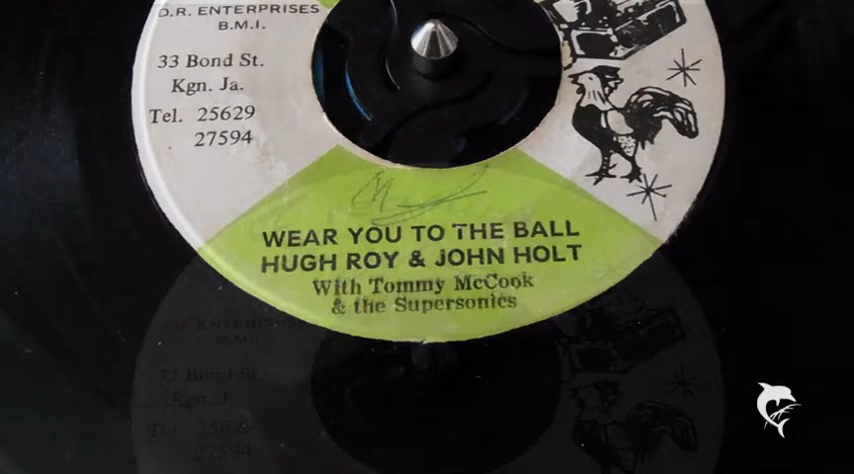 D.R. ENTERPRISES
B.M.I.
33 Bond St.
Kgn. Ja.
Tel. 25629
27594
WEAR YOU TO THE BALL
HUGH ROY & JOHN HOLT
With Tommy McCook
& the Supersonics